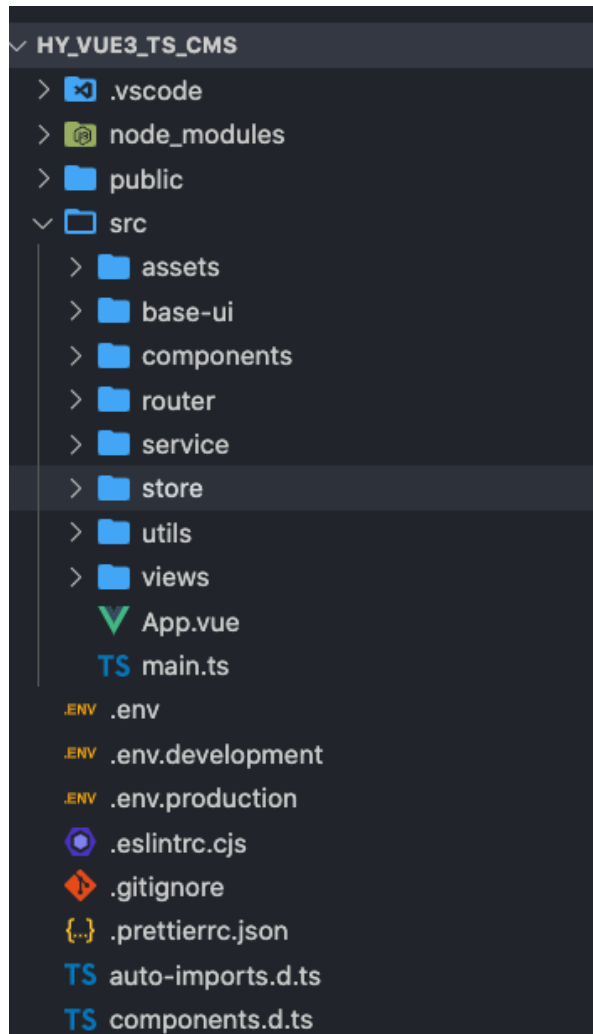 HY_VUE3_TS_CMS
.vscode
node_modules
public
src
assets
base-ui
components
router
service
store
utils
views
App.vue
TS main.ts
.ENV .env
.ENV .env.development
.ENV .env.production
.eslintrc.cjs
.gitignore
{...} .prettierrc.json
TS auto-imports.d.ts
TS components.d.ts